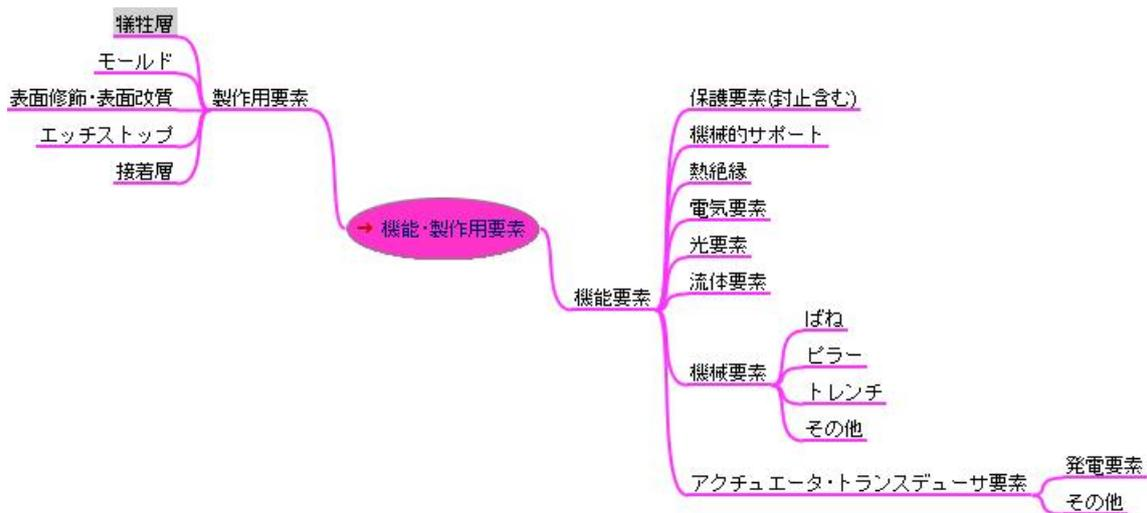 犠牲層
モールド
表面修飾・表面改質
エッチストップ
接着層
製作用要素
機能・製作用要素
機能要素
保護要素(封止含む)
機械的サポート
熱絶縁
電気要素
光要素
流体要素
機械要素
ばね
ピラー
トレンチ
その他
アクチュエータ・トランスデューサ要素
発電要素
その他